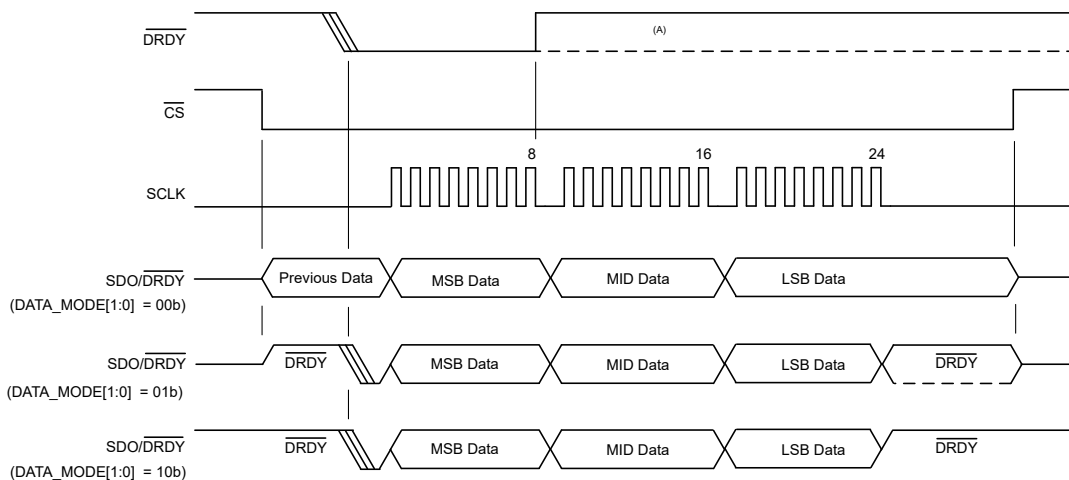 DRDY
(A)
CS
8 16 24
SCLK
SDO/DRDY
(DATA_MODE[1:0] = 00b)
Previous Data MSB Data MID Data LSB Data
SDO/DRDY
(DATA_MODE[1:0] = 01b)
DRDY MSB Data MID Data LSB Data DRDY
SDO/DRDY
(DATA_MODE[1:0] = 10b)
DRDY MSB Data MID Data LSB Data DRDY